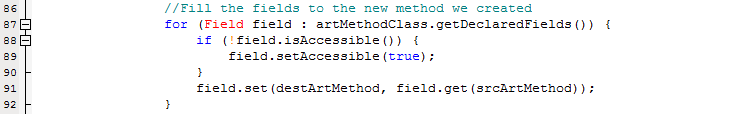 86 //Fill the fields to the new method we created
87 for (Field field : artMethodClass.getDeclaredFields()) {
88 if (!field.isAccessible()) {
89 field.setAccessible(true);
90 }
91 field.set(destArtMethod, field.get(srcArtMethod));
92 }